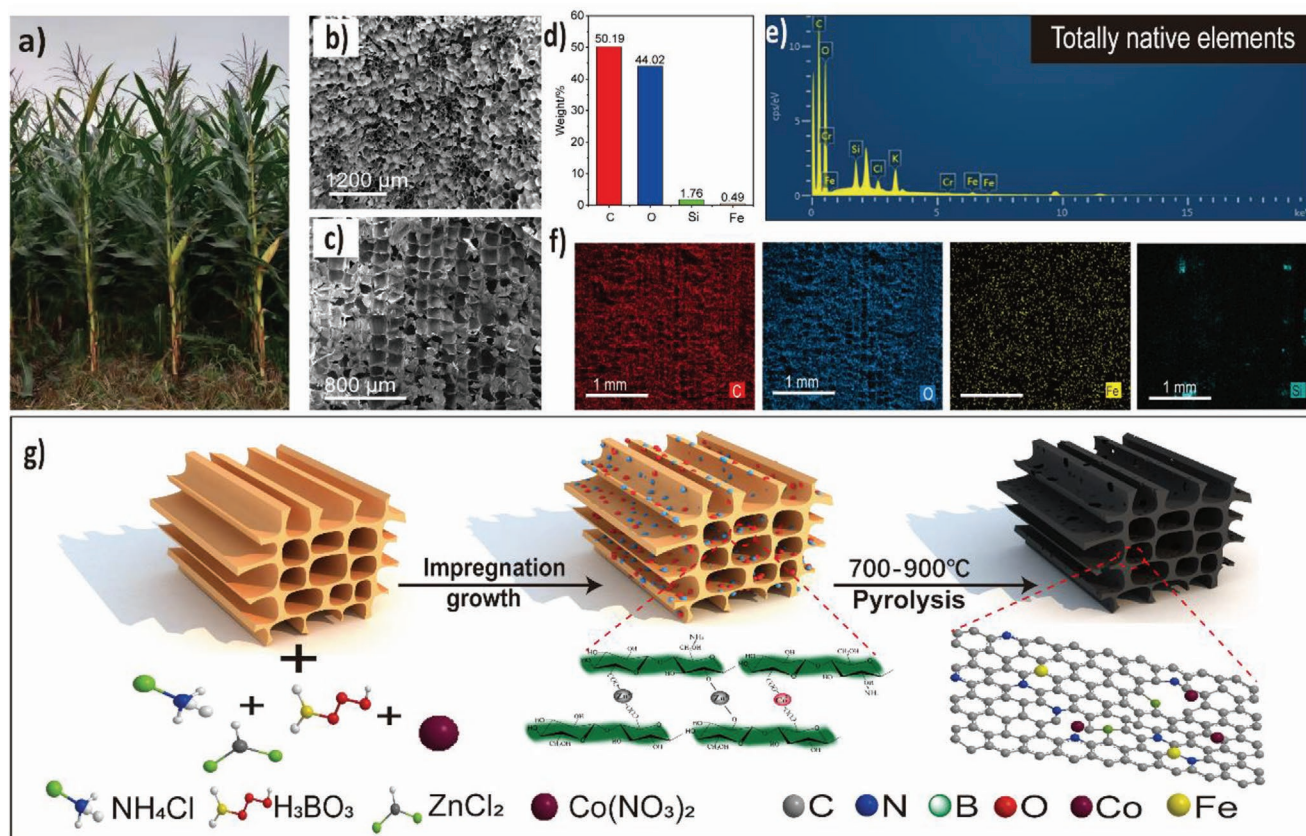 a)
b)
1200 μm
c)
800 μm
d)
Weight/%
60
50
40
30
20
10
0
50.19
44.02
1.76
0.49
C O Si Fe
e)
Totally native elements
cps/eV
10
5
0
C
O
Cr
Fe
Si
Cl
K
Cr
Fe
Fe
0 5 10 15
f)
1 mm
C
1 mm
O
Fe
1 mm
Si
g)
Impregnation
growth
700-900℃
Pyrolysis
+
+
+
NH₄Cl
H₃BO₃
ZnCl₂
Co(NO₃)₂
C N B O Co Fe